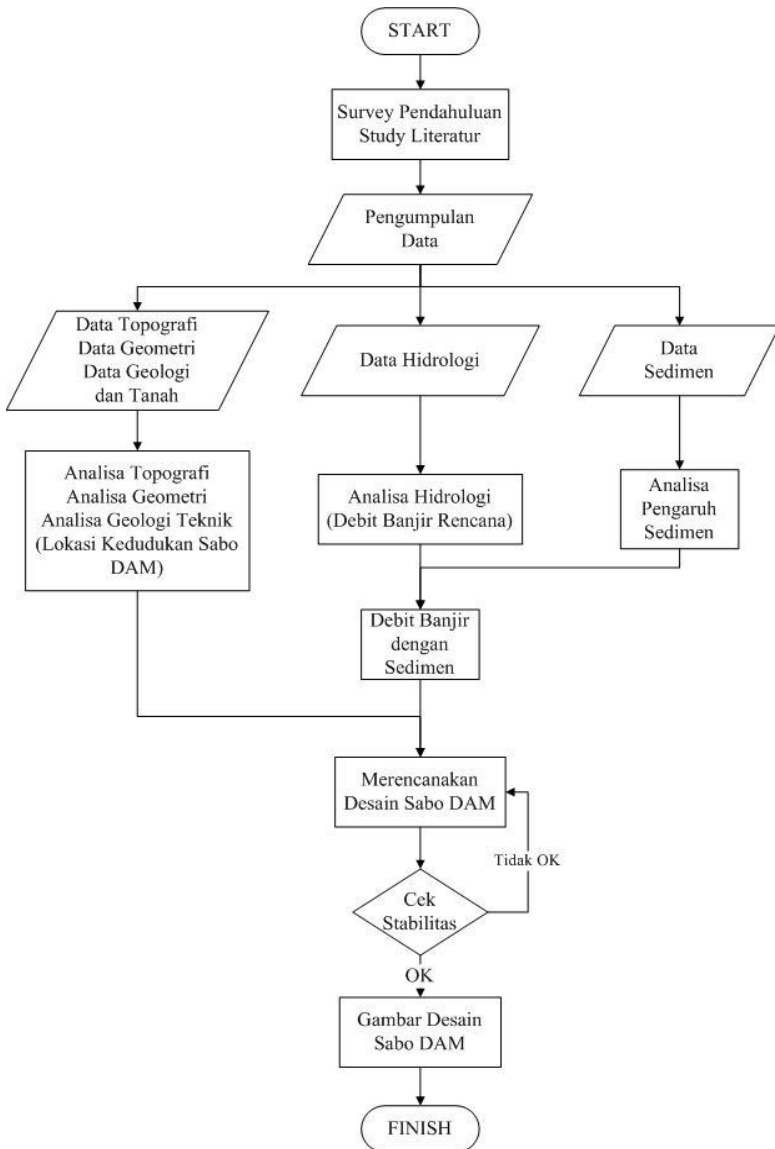 START
Survey Pendahuluan
Study Literatur
Pengumpulan
Data
Data Topografi
Data Geometri
Data Geologi
dan Tanah
Data Hidrologi
Data
Sedimen
Analisa Topografi
Analisa Geometri
Analisa Geologi Teknik
(Lokasi Kedudukan Sabo
DAM)
Analisa Hidrologi
(Debit Banjir Rencana)
Analisa
Pengaruh
Sedimen
Debit Banjir
dengan
Sedimen
Merencanakan
Desain Sabo DAM
Tidak OK
Cek
Stabilitas
OK
Gambar Desain
Sabo DAM
FINISH